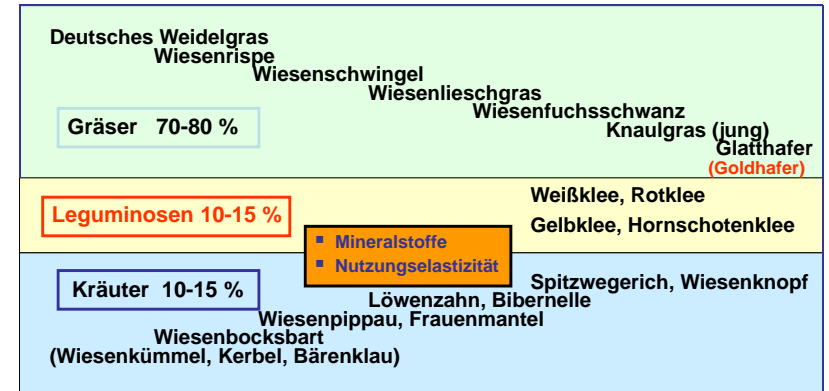 Deutsches Weidelgras
Wiesenrispe
Wiesenschwingel
Wiesenlieschgras
Wiesenfuchsschwanz
Gräser 70-80 %
Knaulgras (jung)
Glatthafer
(Goldhafer)
Weißklee, Rotklee
Leguminosen 10-15 %
Gelbklee, Hornschotenklee
▪ Mineralstoffe
▪ Nutzungselastizität
Spitzwegerich, Wiesenknopf
Kräuter 10-15 %
Löwenzahn, Bibernelle
Wiesenpippau, Frauenmantel
Wiesenbocksbart
(Wiesenkümmel, Kerbel, Bärenklau)